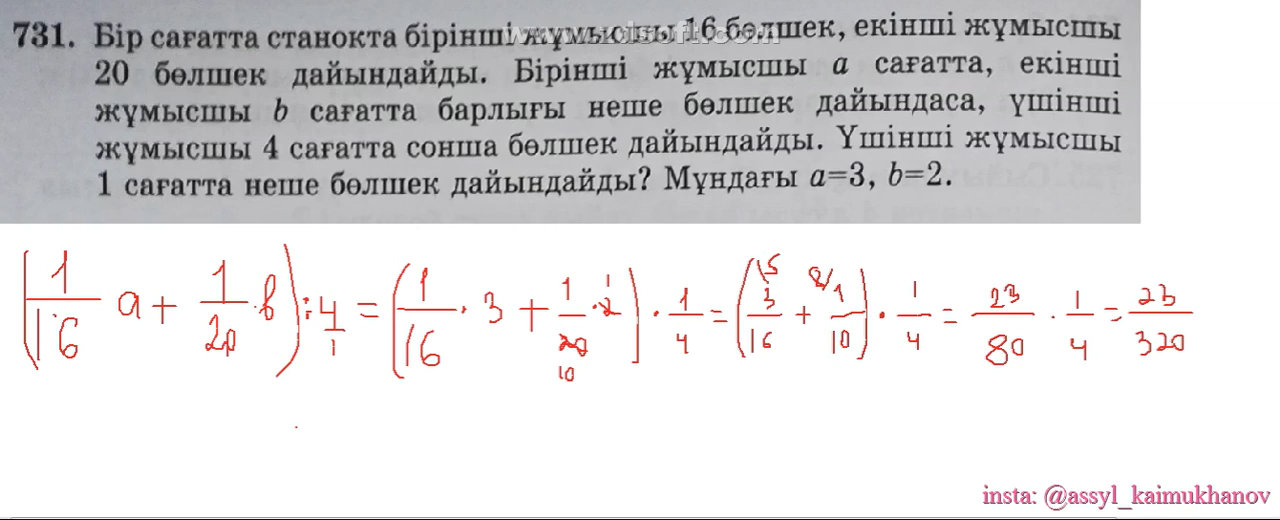 731. Бір сағатта станокта бірінші жұмысшы 16 бөлшек, екінші жұмысшы
20 бөлшек дайындайды. Бірінші жұмысшы a сағатта, екінші
жұмысшы b сағатта барлығы неше бөлшек дайындаса, үшінші
жұмысшы 4 сағатта сонша бөлшек дайындайды. Үшінші жұмысшы
1 сағатта неше бөлшек дайындайды? Мұндағы a=3, b=2.
(1/16 a + 1/20 · b) : 4/1 = (1/16 · 3 + 1/20 · 2) · 1/4 = (3/16 + 1/10) · 1/4 = 23/80 · 1/4 = 23/320
insta: @assyl_kaimukhanov